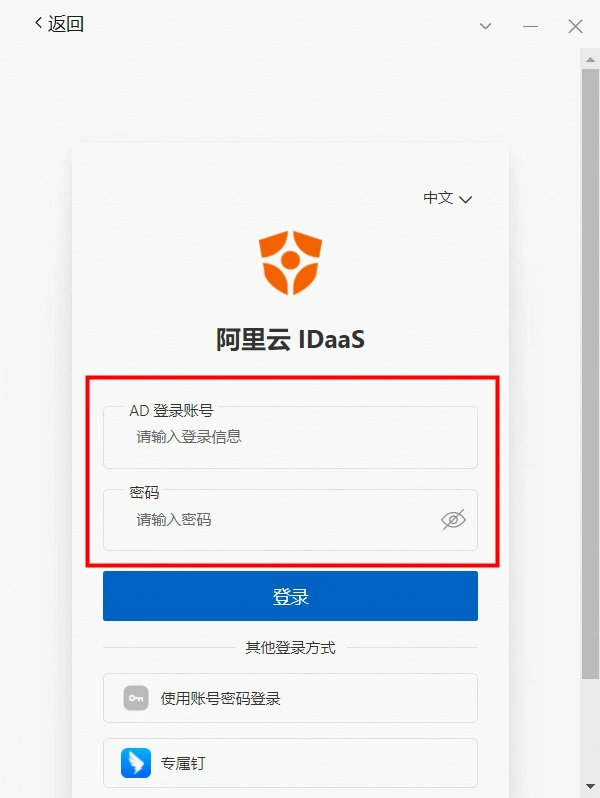 返回
中文
阿里云 IDaaS
AD 登录账号
请输入登录信息
密码
请输入密码
登录
其他登录方式
使用账号密码登录
专属钉